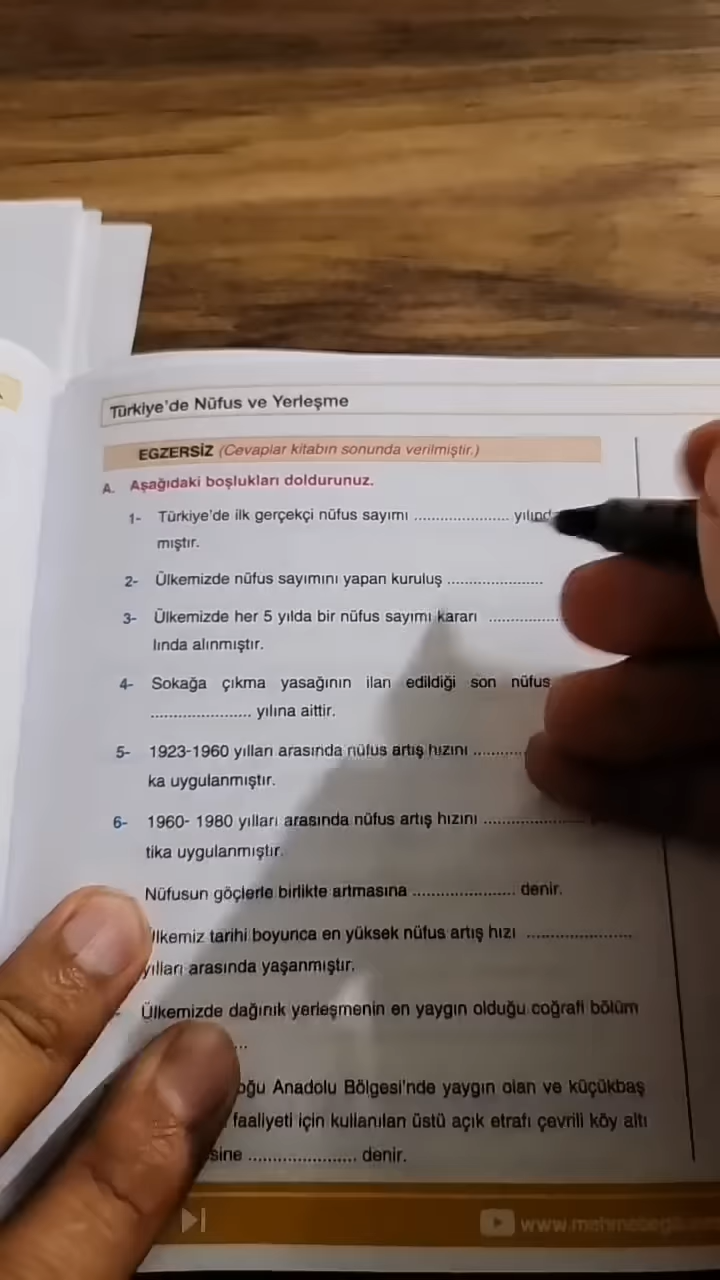 Türkiye'de Nüfus ve Yerleşme
EGZERSİZ (Cevaplar kitabın sonunda verilmiştir.)
A. Aşağıdaki boşlukları doldurunuz.
1- Türkiye'de ilk gerçekçi nüfus sayımı ...................... yılınd
mıştır.
2- Ülkemizde nüfus sayımını yapan kuruluş ......................
3- Ülkemizde her 5 yılda bir nüfus sayımı kararı ................
lında alınmıştır.
4- Sokağa çıkma yasağının ilan edildiği son nüfus
...................... yılına aittir.
5- 1923-1960 yılları arasında nüfus artış hızını ............
ka uygulanmıştır.
6- 1960- 1980 yılları arasında nüfus artış hızını ......................
tika uygulanmıştır.
Nüfusun göçlerle birlikte artmasına ...................... denir.
lkemiz tarihi boyunca en yüksek nüfus artış hızı ......................
yılları arasında yaşanmıştır.
Ülkemizde dağınık yerleşmenin en yaygın olduğu coğrafi bölüm
...
oğu Anadolu Bölgesi'nde yaygın olan ve küçükbaş
faaliyeti için kullanılan üstü açık etrafı çevrili köy altı
sine ...................... denir.